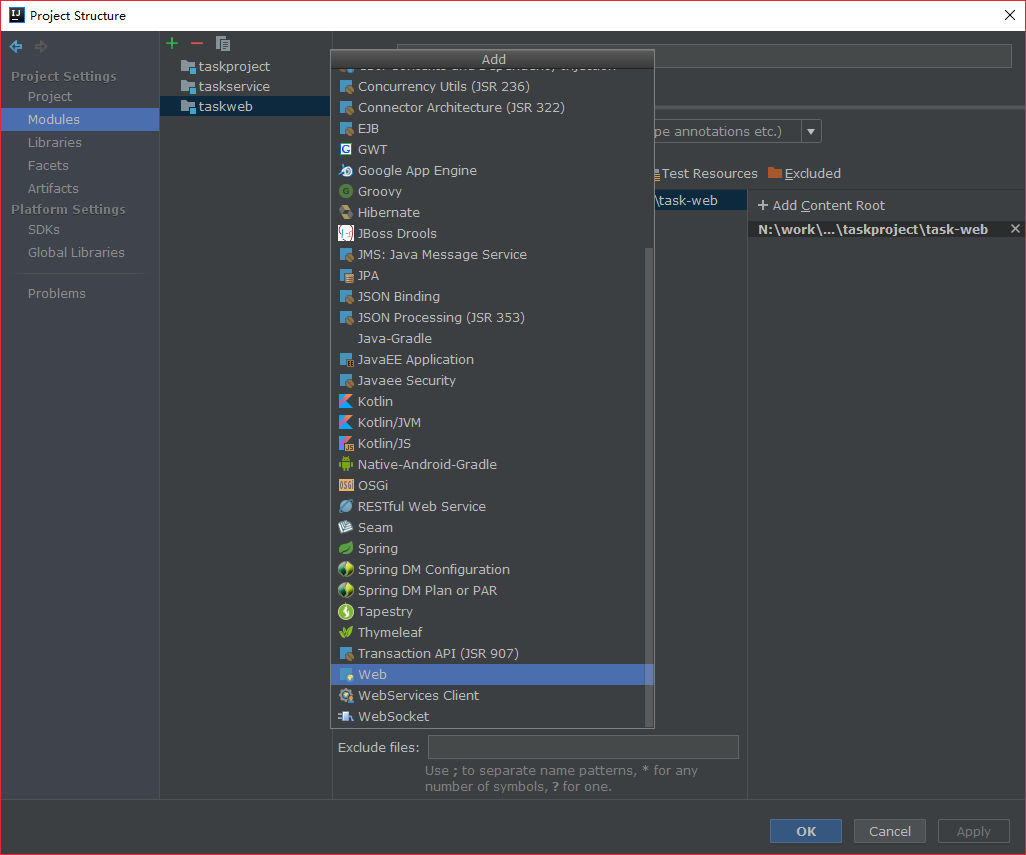 Project Structure
Project Settings
Project
Modules
Libraries
Facets
Artifacts
Platform Settings
SDKs
Global Libraries
Problems
taskproject
taskservice
taskweb
Add
Concurrency Utils (JSR 236)
Connector Architecture (JSR 322)
EJB
GWT
Google App Engine
Groovy
Hibernate
JBoss Drools
JMS: Java Message Service
JPA
JSON Binding
JSON Processing (JSR 353)
Java-Gradle
JavaEE Application
Javaee Security
Kotlin
Kotlin/JVM
Kotlin/JS
Native-Android-Gradle
OSGi
RESTful Web Service
Seam
Spring
Spring DM Configuration
Spring DM Plan or PAR
Tapestry
Thymeleaf
Transaction API (JSR 907)
Web
WebServices Client
WebSocket
pe annotations etc.)
Test Resources Excluded
\task-web
+ Add Content Root
N:\work\...\taskproject\task-web
Exclude files:
Use ; to separate name patterns, * for any
number of symbols, ? for one.
OK Cancel Apply